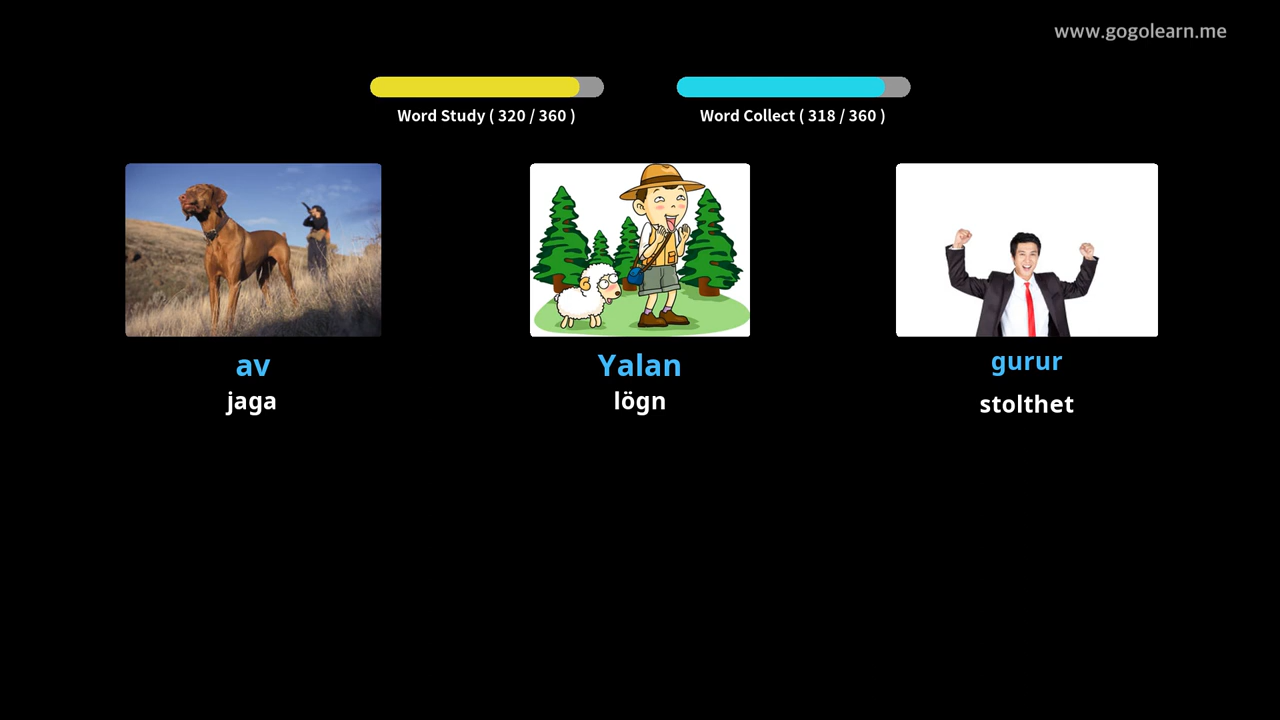 www.gogolearn.me
Word Study ( 320 / 360 )
Word Collect ( 318 / 360 )
av
jaga
Yalan
lögn
gurur
stolthet